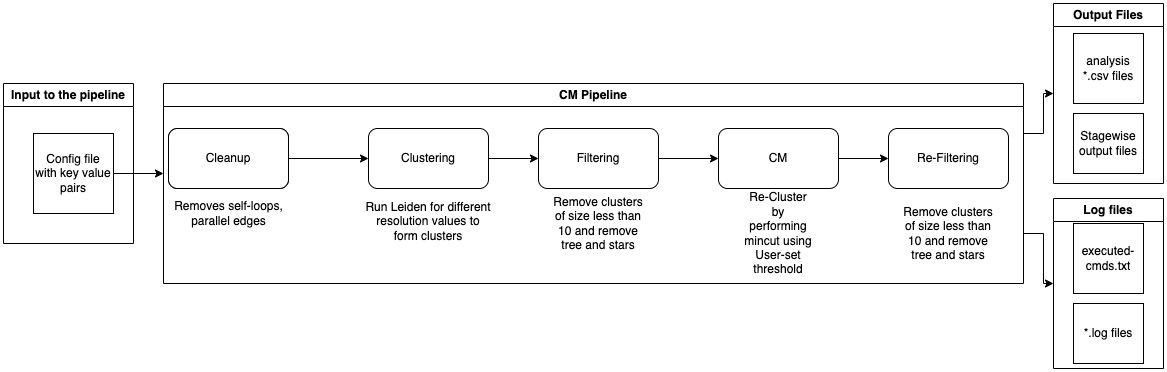 Input to the pipeline
Config file
with key value
pairs
CM Pipeline
Cleanup
Removes self-loops,
parallel edges
Clustering
Run Leiden for different
resolution values to
form clusters
Filtering
Remove clusters
of size less than
10 and remove
tree and stars
CM
Re-Cluster
by
performing
mincut using
User-set
threshold
Re-Filtering
Remove clusters
of size less than
10 and remove
tree and stars
Output Files
analysis
*.csv files
Stagewise
output files
Log files
executed-
cmds.txt
*.log files